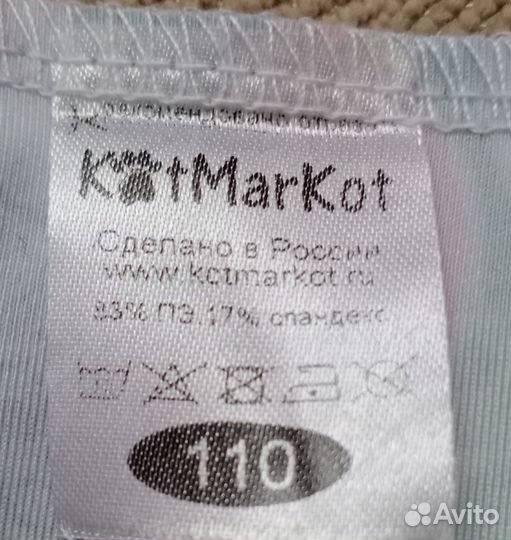 KotMarKot
Сделано в России
www.kotmarkot.ru
83% ПЭ,17% спандекс
110
Avito